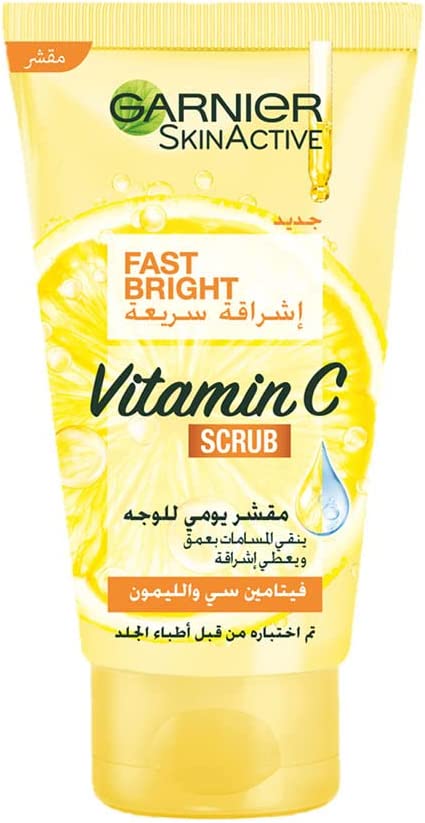 مقشر
GARNIER
SKINACTIVE
جديد
FAST
BRIGHT
إشراقة سريعة
Vitamin C
SCRUB
مقشر يومي للوجه
ينقي المسامات بعمق
ويعطي إشراقة
فيتامين سي والليمون
تم اختباره من قبل أطباء الجلد